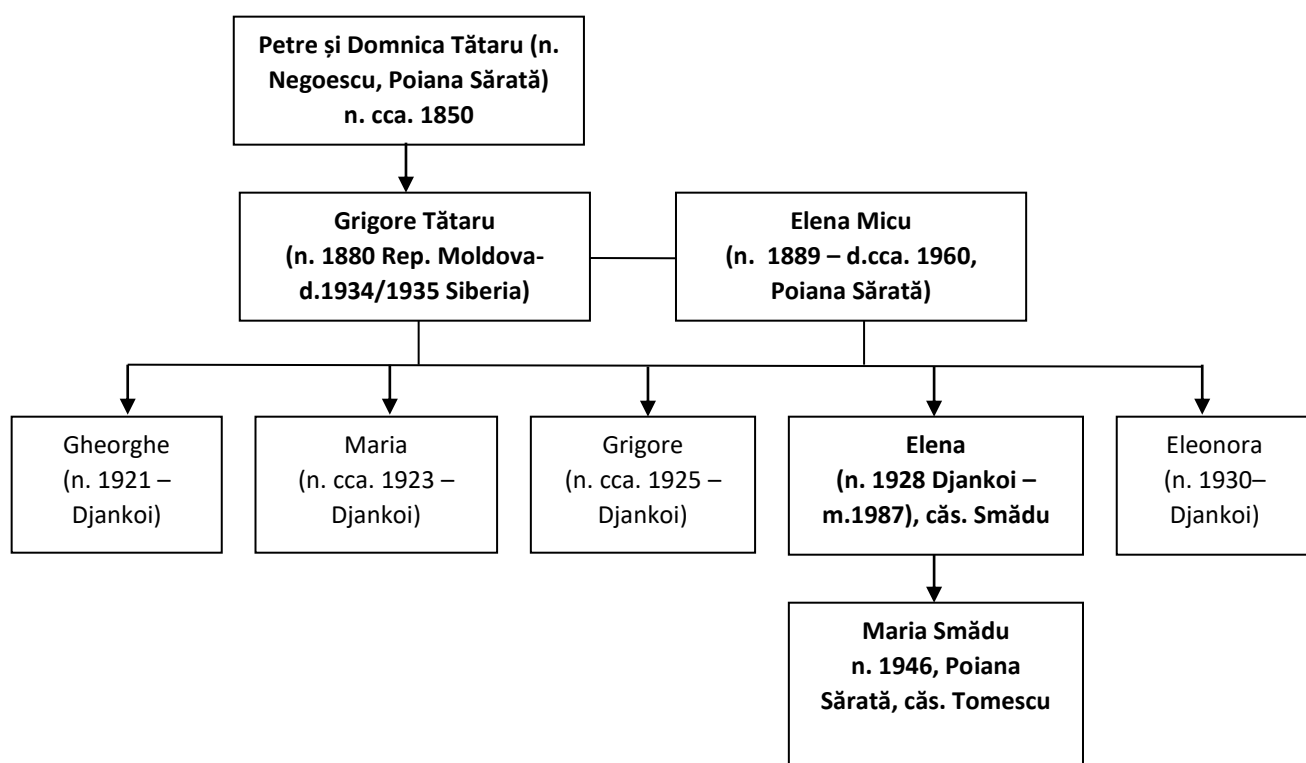 Petre și Domnica Tătaru (n.
Negoescu, Poiana Sărată)
n. cca. 1850
Grigore Tătaru
(n. 1880 Rep. Moldova-
d.1934/1935 Siberia)
Elena Micu
(n.  1889 – d.cca. 1960,
Poiana Sărată)
Gheorghe
(n. 1921 –
Djankoi)
Maria
(n. cca. 1923 –
Djankoi)
Grigore
(n. cca. 1925 –
Djankoi)
Elena
(n. 1928 Djankoi –
m.1987), căs. Smădu
Eleonora
(n. 1930–
Djankoi)
Maria Smădu
n. 1946, Poiana
Sărată, căs. Tomescu